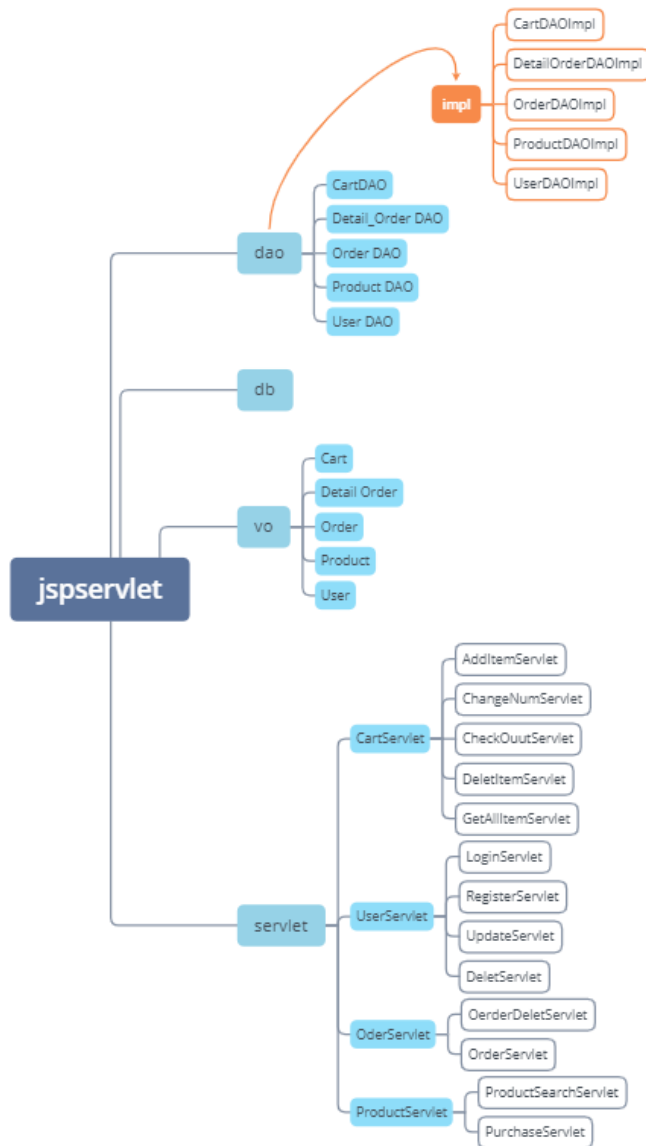 CartDAOImpl
DetailOrderDAOImpl
impl
OrderDAOImpl
ProductDAOImpl
UserDAOImpl
CartDAO
Detail_Order DAO
dao
Order DAO
Product DAO
User DAO
db
Cart
Detail Order
vo
Order
Product
User
jspservlet
AddItemServlet
ChangeNumServlet
CartServlet
CheckOuutServlet
DeletItemServlet
GetAllItemServlet
LoginServlet
RegisterServlet
servlet
UserServlet
UpdateServlet
DeletServlet
OerderDeletServlet
OderServlet
OrderServlet
ProductSearchServlet
ProductServlet
PurchaseServlet